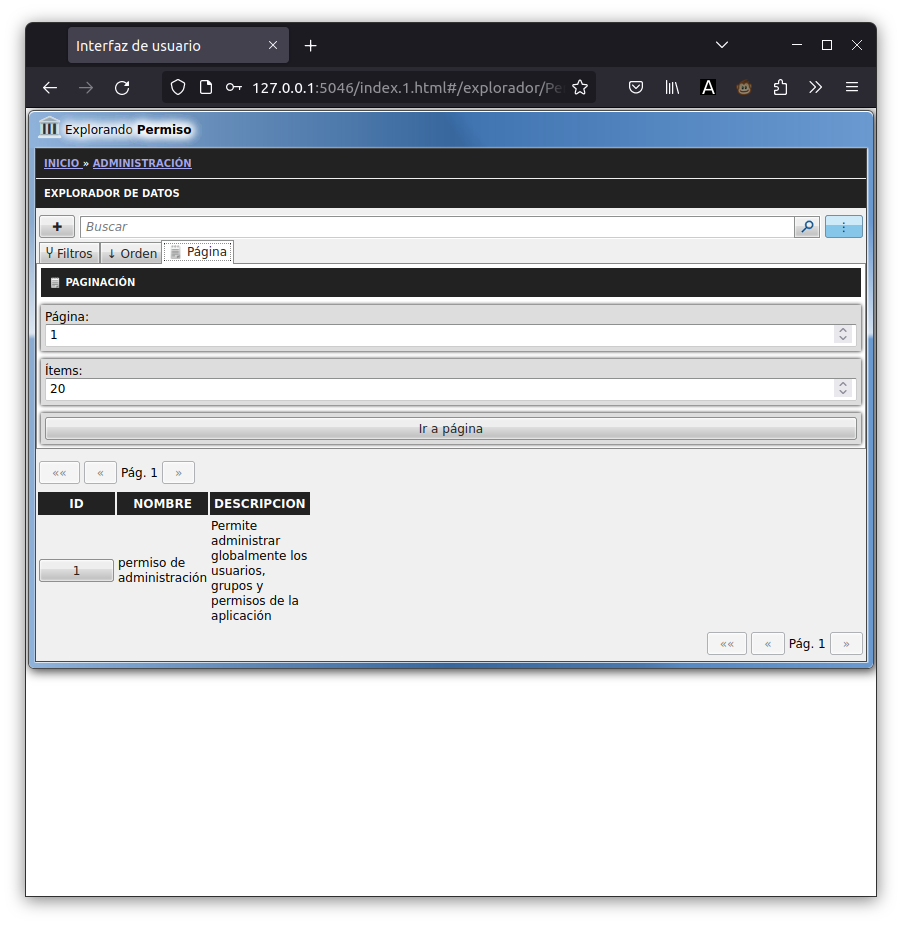 Interfaz de usuario
127.0.0.1:5046/index.1.html#/explorador/Pe
A
Explorando Permiso
INICIO » ADMINISTRACIÓN
EXPLORADOR DE DATOS
+ Buscar
Filtros ↓ Orden Página
PAGINACIÓN
Página:
1
Ítems:
20
Ir a página
«« « Pág. 1 »
ID NOMBRE DESCRIPCION
1
permiso de
administración
Permite
administrar
globalmente los
usuarios,
grupos y
permisos de la
aplicación
«« « Pág. 1 »